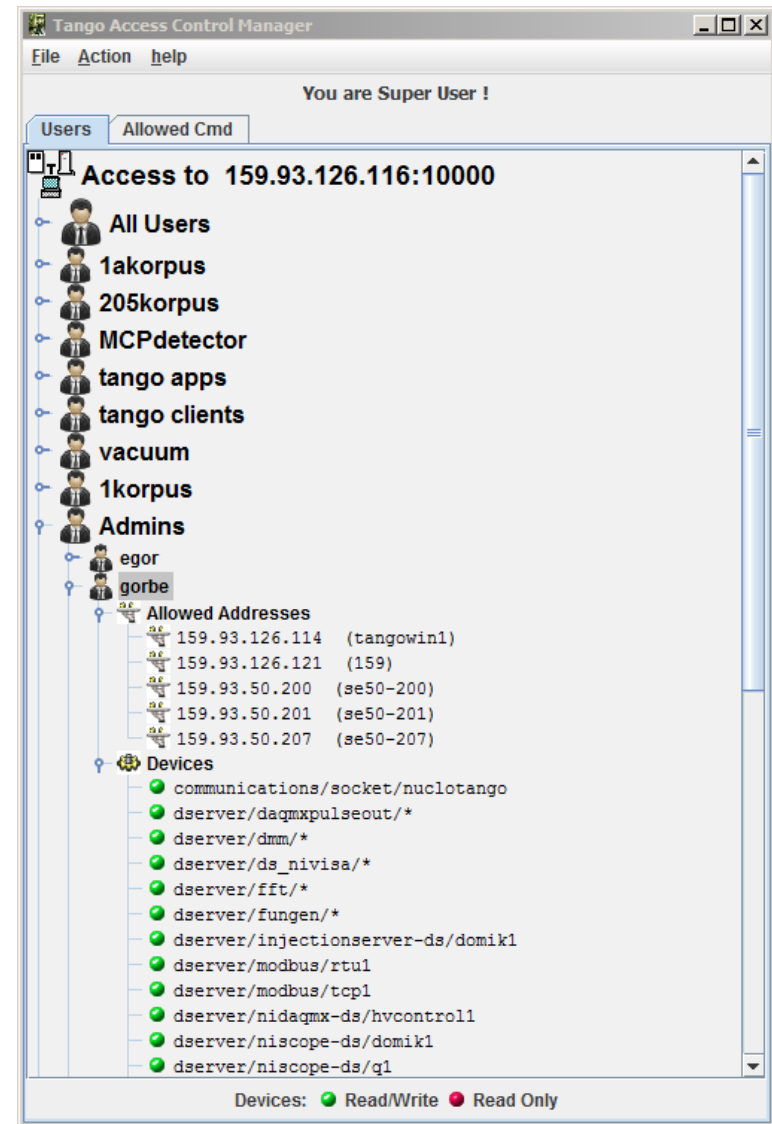 Tango Access Control Manager
File Action help
You are Super User !
Users Allowed Cmd
Access to 159.93.126.116:10000
All Users
1akorpus
205korpus
MCPdetector
tango apps
tango clients
vacuum
1korpus
Admins
egor
gorbe
Allowed Addresses
159.93.126.114 (tangowin1)
159.93.126.121 (159)
159.93.50.200 (se50-200)
159.93.50.201 (se50-201)
159.93.50.207 (se50-207)
Devices
communications/socket/nuclotango
dserver/daqmxpulseout/*
dserver/dmm/*
dserver/ds_nivisa/*
dserver/fft/*
dserver/fungen/*
dserver/injectionserver-ds/domik1
dserver/modbus/rtu1
dserver/modbus/tcp1
dserver/nidaqmx-ds/hvcontrol1
dserver/niscope-ds/domik1
dserver/niscope-ds/q1
Devices: Read/Write Read Only